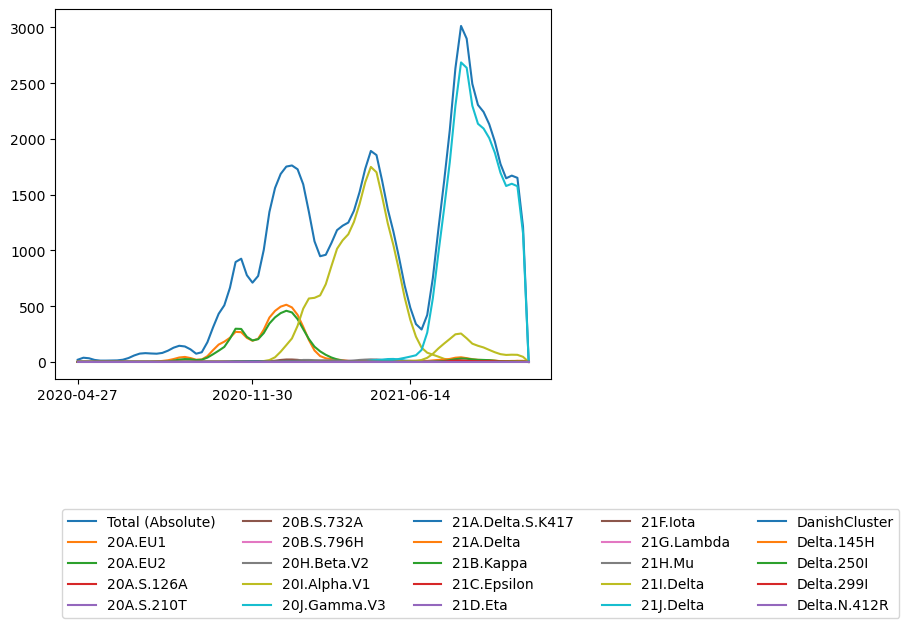 3000
2500
2000
1500
1000
500
0
2020-04-27 2020-11-30 2021-06-14
Total (Absolute) 20B.S.732A 21A.Delta.S.K417 21F.Iota DanishCluster
20A.EU1 20B.S.796H 21A.Delta 21G.Lambda Delta.145H
20A.EU2 20H.Beta.V2 21B.Kappa 21H.Mu Delta.250I
20A.S.126A 20I.Alpha.V1 21C.Epsilon 21I.Delta Delta.299I
20A.S.210T 20J.Gamma.V3 21D.Eta 21J.Delta Delta.N.412R